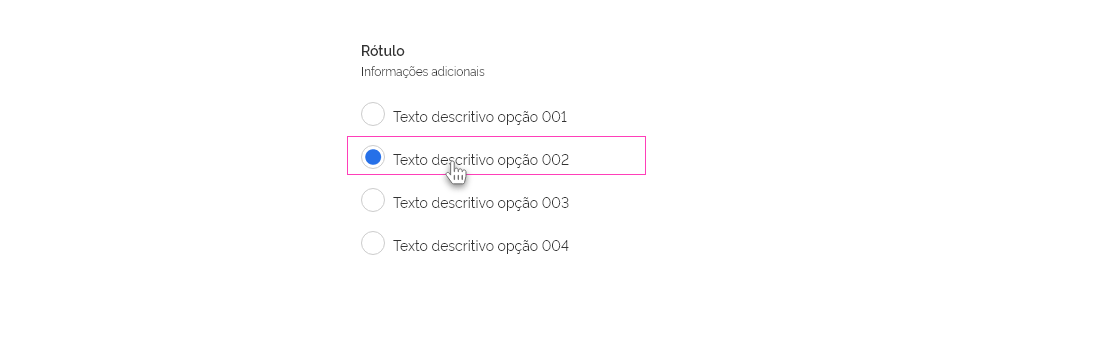 Rótulo
Informações adicionais
Texto descritivo opção 001
Texto descritivo opção 002
Texto descritivo opção 003
Texto descritivo opção 004